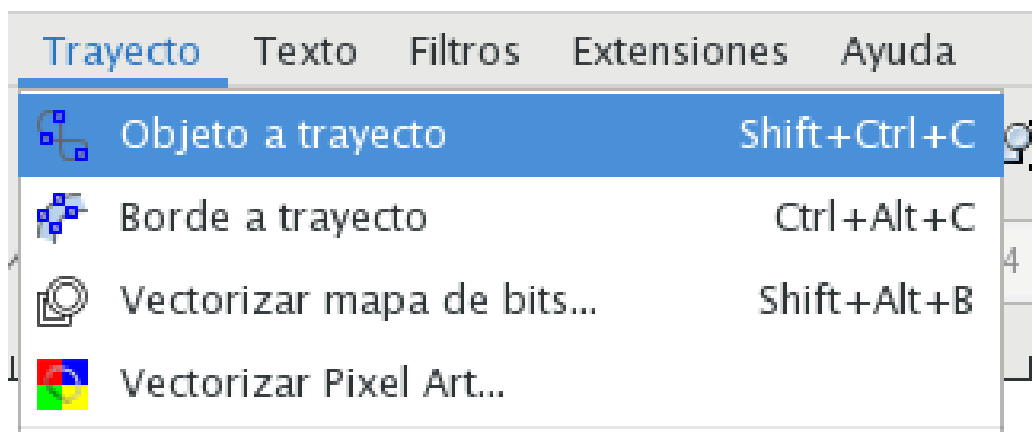 Trayecto Texto Filtros Extensiones Ayuda
Objeto a trayecto Shift+Ctrl+C
Borde a trayecto Ctrl+Alt+C
4
Vectorizar mapa de bits... Shift+Alt+B
Vectorizar Pixel Art...